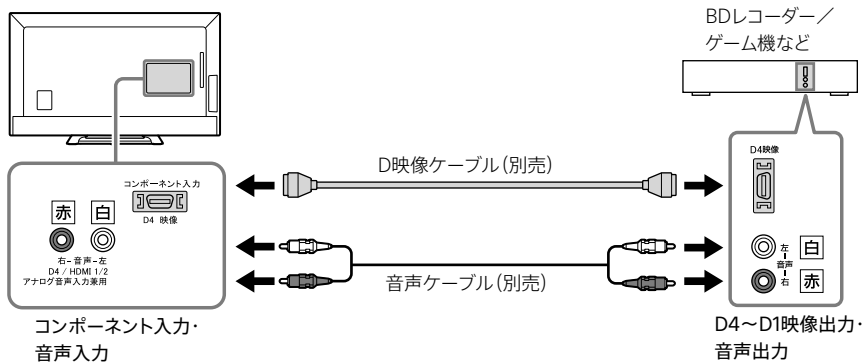 BDレコーダー／
ゲーム機など
D映像ケーブル（別売）
コンポーネント入力
D4 映像
赤 白
右-音声-左
D4 / HDMI 1/2
アナログ音声入力兼用
音声ケーブル（別売）
コンポーネント入力・
音声入力
D4映像
左 白
音声
右 赤
D4～D1映像出力・
音声出力